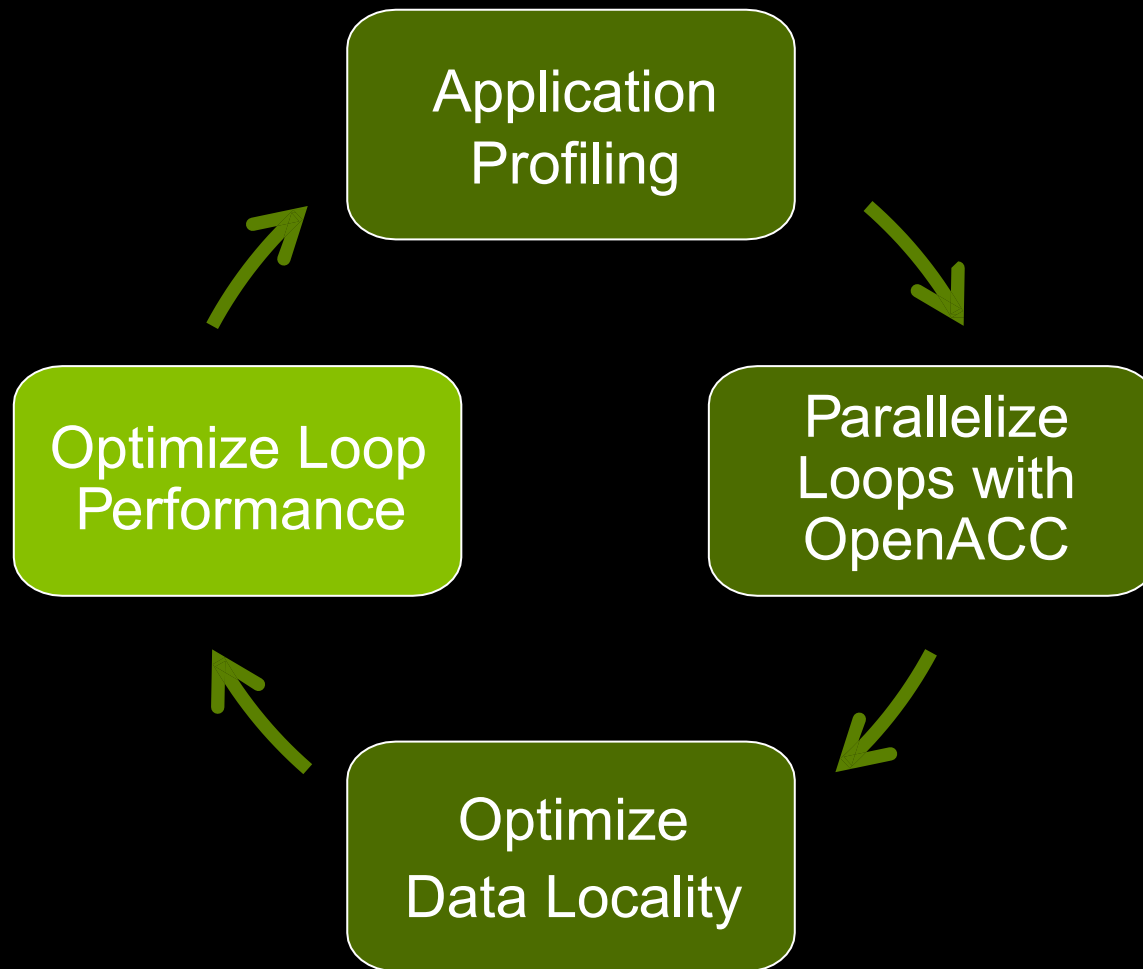 Application
Profiling
Optimize Loop
Performance
Parallelize
Loops with
OpenACC
Optimize
Data Locality